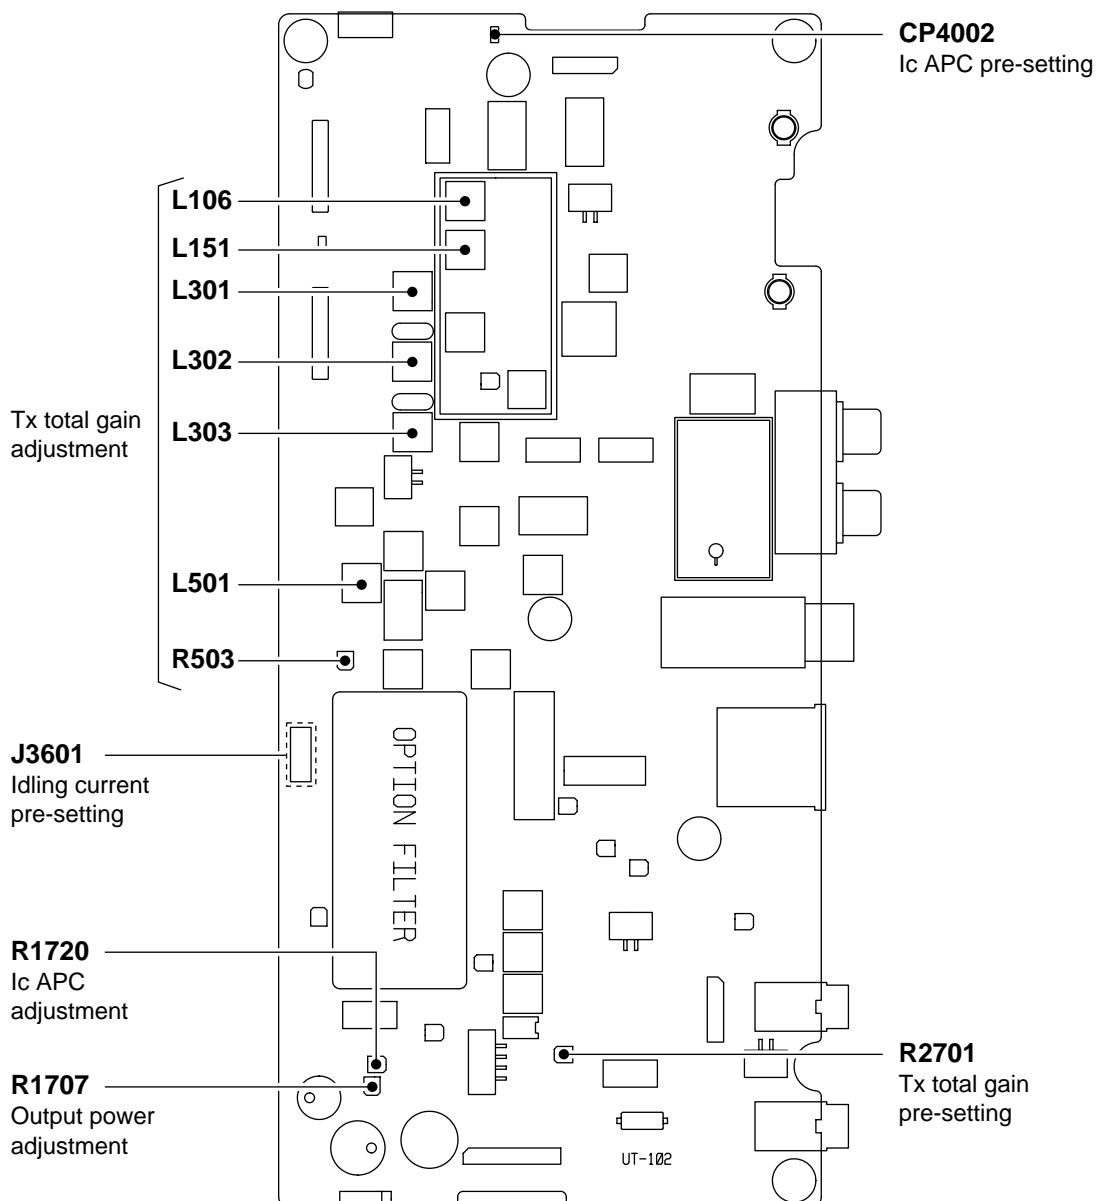 CP4002
Ic APC pre-setting
L106
L151
L301
L302
Tx total gain
adjustment
L303
L501
R503
J3601
Idling current
pre-setting
OPTION FILTER
R1720
Ic APC
adjustment
R1707
Output power
adjustment
R2701
Tx total gain
pre-setting
UT-102